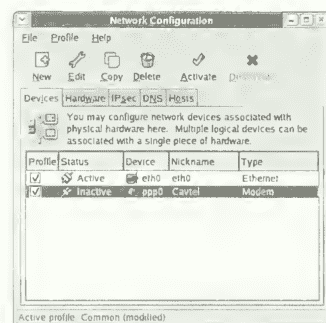 Network Configuration
File Profile Help
New Edit Copy Delete Activate Deactivate
Devices Hardware IPsec DNS Hosts
You may configure network devices associated with
physical hardware here. Multiple logical devices can be
associated with a single piece of hardware.
Profile Status Device Nickname Type
Active eth0 eth0 Ethernet
Inactive ppp0 Cavtel Modem
Active profile: Common (modified)